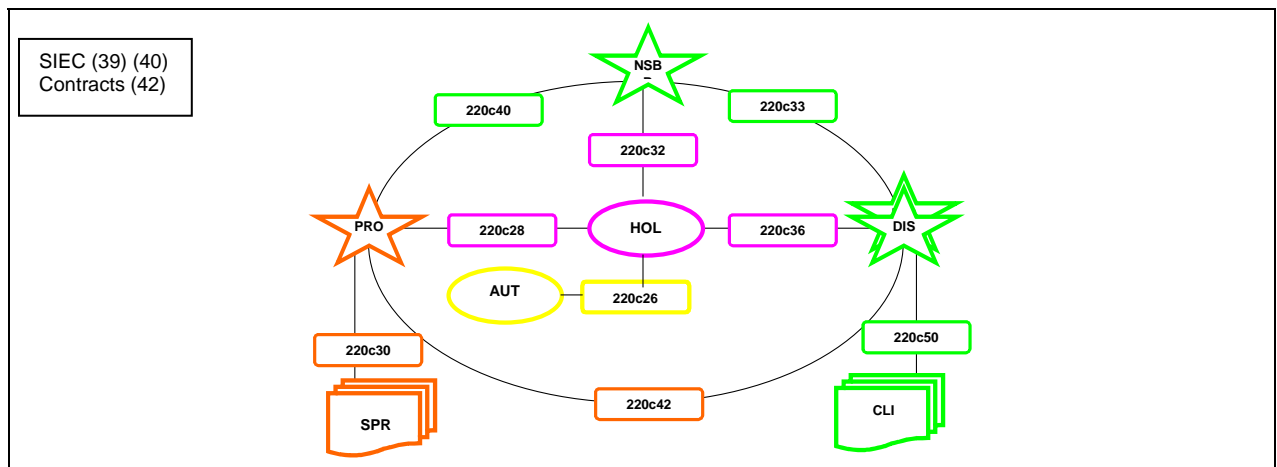 SIEC (39) (40)
Contracts (42)
NSB
220c40
220c33
220c32
PRO
220c28
HOL
220c36
DIS
AUT
220c26
220c30
220c50
220c42
SPR
CLI